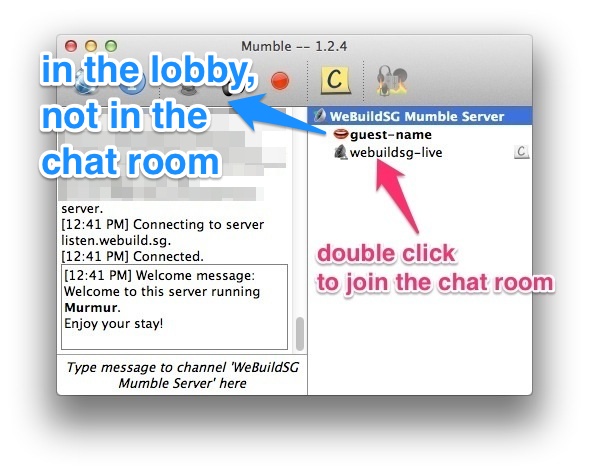 Mumble -- 1.2.4
in the lobby,
not in the
chat room
C
WeBuildSG Mumble Server
guest-name
webuildsg-live
C
server.
[12:41 PM] Connecting to server
listen.webuild.sg.
[12:41 PM] Connected.
[12:41 PM] Welcome message:
Welcome to this server running
Murmur.
Enjoy your stay!
double click
to join the chat room
Type message to channel 'WeBuildSG
Mumble Server' here